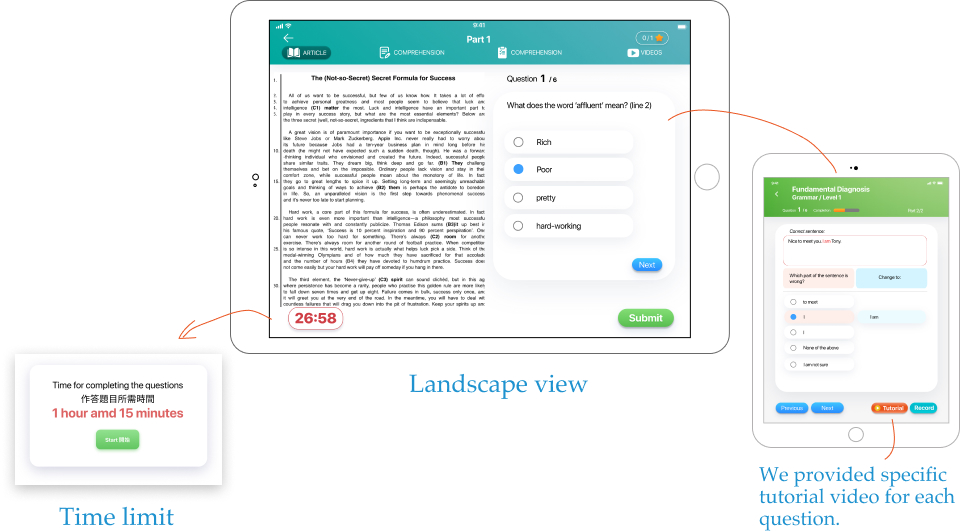 9:41
Part 1
0/1
ARTICLE
COMPREHENSION
COMPREHENSION
VIDEOS
The (Not-so-Secret) Secret Formula for Success
All of us want to be successful, but few of us know how. It takes a lot of effo
to achieve personal greatness and most people seem to believe that luck and
intelligence (C1) matter the most. Luck and intelligence have an important part to
play in every success story, but what are the most essential elements? Below are
the three secret (well, not-so-secret, ingredients that I think are indispensable.
A great vision is of paramount importance if you want to be exceptionally successfu
like Steve Jobs or Mark Zuckerberg. Apple Inc. never really had to worry abou
its future because Jobs had a ten-year business plan in mind long before he
death (he might not have expected such a sudden death, though). He was a forward
-thinking individual who envisioned and created the future. Indeed, successful people
share similar traits. They dream big, think deep and go far. (B1) They challeng
themselves and bet on the impossible. Ordinary people lack vision and stay in their
comfort zone, while successful people moan about the monotony of life. In fact
they go to great lengths to spice it up. Setting long-term and seemingly unreachable
goals and thinking of ways to achieve (B2) them is perhaps the antidote to boredom
in life. So, an unparalleled vision is the first step towards phenomenal success
and it's never too late to start planning.
Hard work, a core part of this formula for success, is often underestimated. In fact
hard work is even more important than intelligence—a philosophy most successful
people resonate with and constantly publicize. Thomas Edison sums (B3)it up best in
his famous quote, 'Success is 10 percent inspiration and 90 percent perspiration'. One
can never work too hard for something. There's always (C2) room for anothe
exercise. There's always room for another round of football practice. When competition
is so intense in this world, hard work is actually what helps luck pick a side. Think of the
medal-winning Olympians and of how much they have sacrificed for that accolade
and the number of hours (B4) they have devoted to humdrum practice. Success does
not come easily but your hard work will pay off someday if you hang in there.
The third element, the 'Never-give-up' (C3) spirit can sound clichéd, but in this ag
where persistence has become a rarity, people who practise this golden rule are more likely
to fall down seven times and get up eight. Failure comes in bulk, success only once, and
it will greet you at the very end of the road. In the meantime, you will have to deal with
countless failures that will drag you down into the pit of frustration. Keep your spirits up and
26:58
Question 1 / 6
What does the word 'affluent' mean? (line 2)
Rich
Poor
pretty
hard-working
Next
Submit
Landscape view
Time for completing the questions
作答題目所需時間
1 hour amd 15 minutes
Start 開始
Time limit
9:41
Fundamental Diagnosis
Grammar / Level 1
Question 1 / 6
Completion
Part 1/2
Correct sentence:
Nice to meet you. I am Tony.
Which part of the sentence is
wrong?
Change to:
to meet
I
I am
I
None of the above
I am not sure
Previous
Next
Tutorial
Record
We provided specific
tutorial video for each
question.